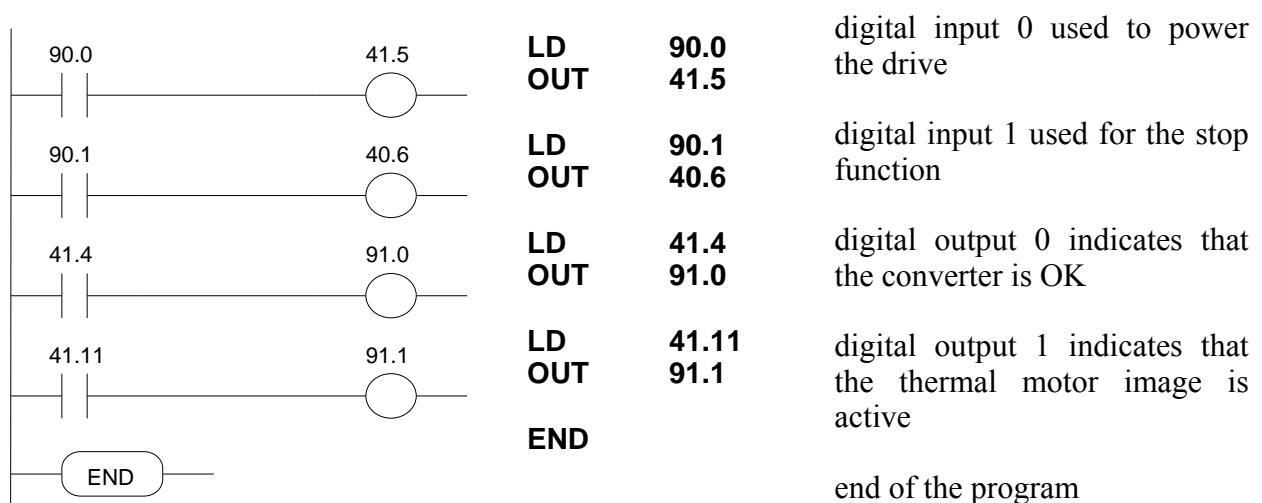 90.0 41.5
90.1 40.6
41.4 91.0
41.11 91.1
END
LD 90.0
OUT 41.5
LD 90.1
OUT 40.6
LD 41.4
OUT 91.0
LD 41.11
OUT 91.1
END
digital input 0 used to power
the drive
digital input 1 used for the stop
function
digital output 0 indicates that
the converter is OK
digital output 1 indicates that
the thermal motor image is
active
end of the program